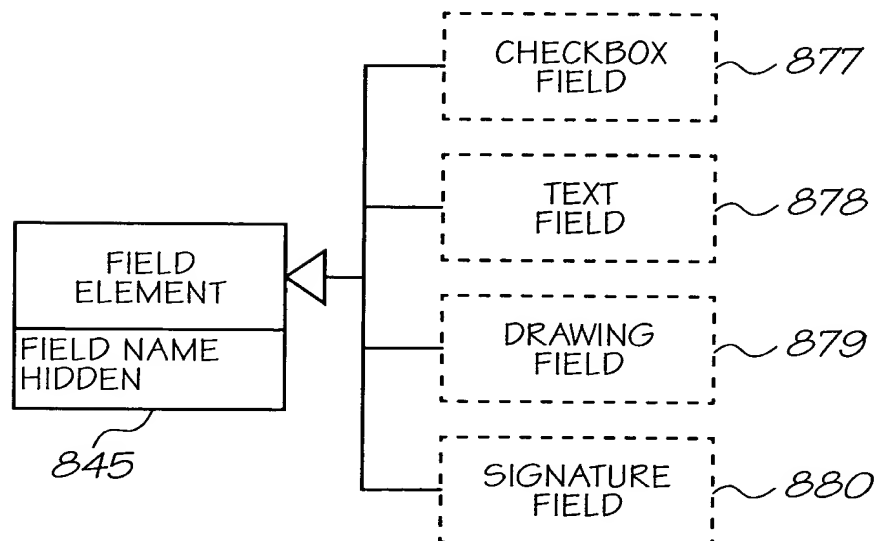 CHECKBOX
FIELD
877
TEXT
FIELD
878
FIELD
ELEMENT
FIELD NAME
HIDDEN
845
DRAWING
FIELD
879
SIGNATURE
FIELD
880